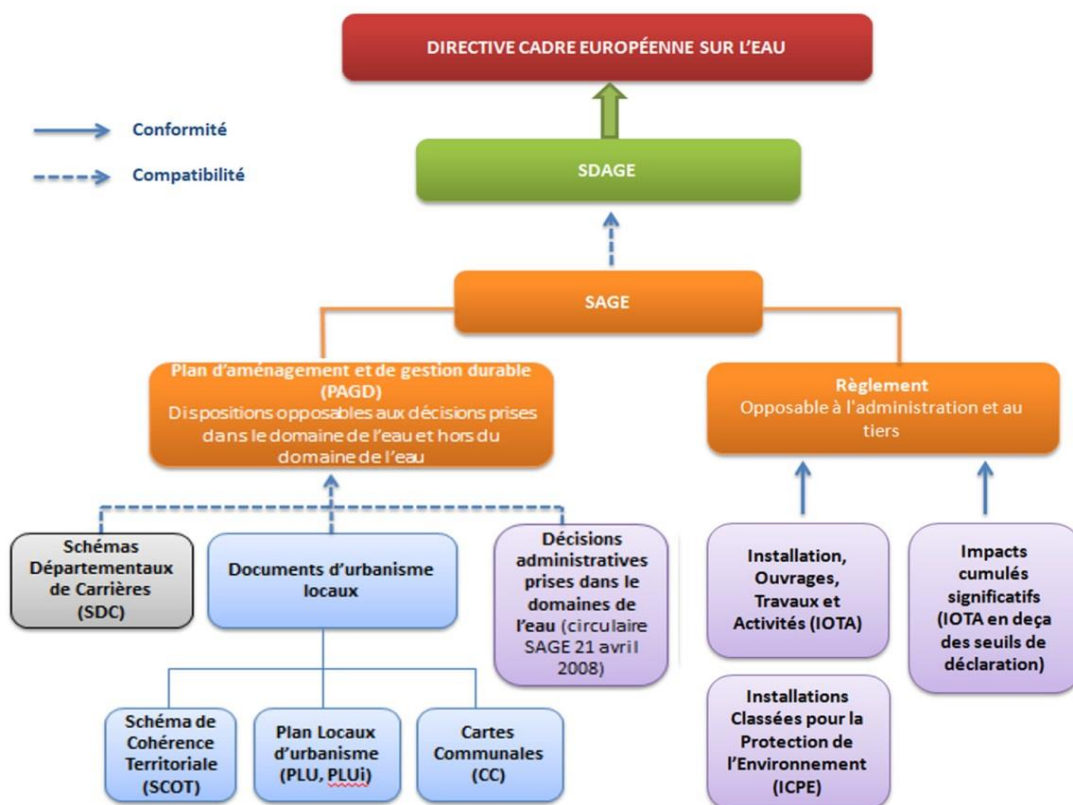 DIRECTIVE CADRE EUROPÉENNE SUR L'EAU
Conformité
Compatibilité
SDAGE
SAGE
Plan d'aménagement et de gestion durable
(PAGD)
Dispositions opposables aux décisions prises
dans le domaine de l'eau et hors du
domaine de l'eau
Règlement
Opposable à l'administration et au
tiers
Schémas
Départementaux
de Carrières
(SDC)
Documents d'urbanisme
locaux
Décisions
administratives
prises dans le
domaines de
l'eau (circulaire
SAGE 21 avril
2008)
Installation,
Ouvrages,
Travaux et
Activités (IOTA)
Impacts
cumulés
significatifs
(IOTA en deça
des seuils de
déclaration)
Schéma de
Cohérence
Territoriale
(SCOT)
Plan Locaux
d'urbanisme
(PLU, PLUi)
Cartes
Communales
(CC)
Installations
Classées pour la
Protection de
l'Environnement
(ICPE)